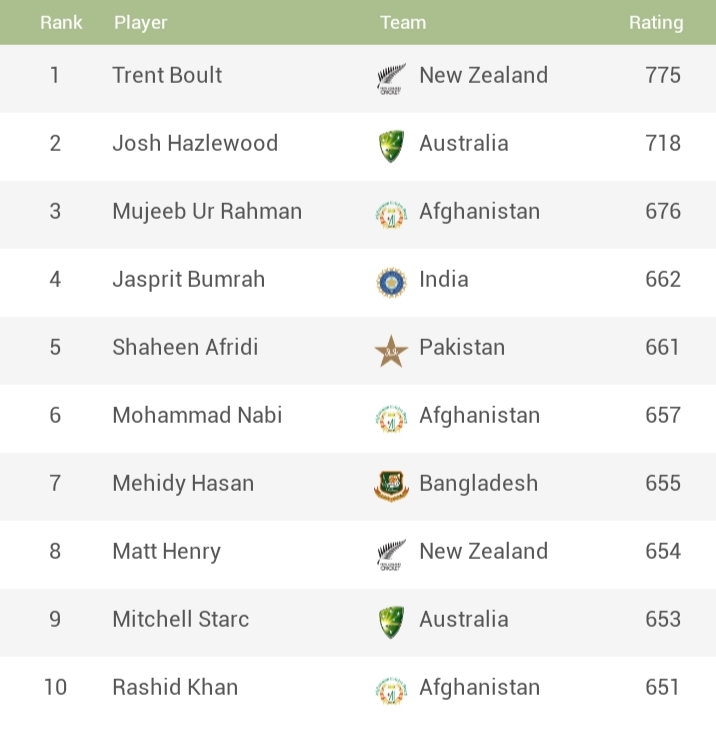 Rank Player Team Rating
1 Trent Boult New Zealand 775
2 Josh Hazlewood Australia 718
3 Mujeeb Ur Rahman Afghanistan 676
4 Jasprit Bumrah India 662
5 Shaheen Afridi Pakistan 661
6 Mohammad Nabi Afghanistan 657
7 Mehidy Hasan Bangladesh 655
8 Matt Henry New Zealand 654
9 Mitchell Starc Australia 653
10 Rashid Khan Afghanistan 651